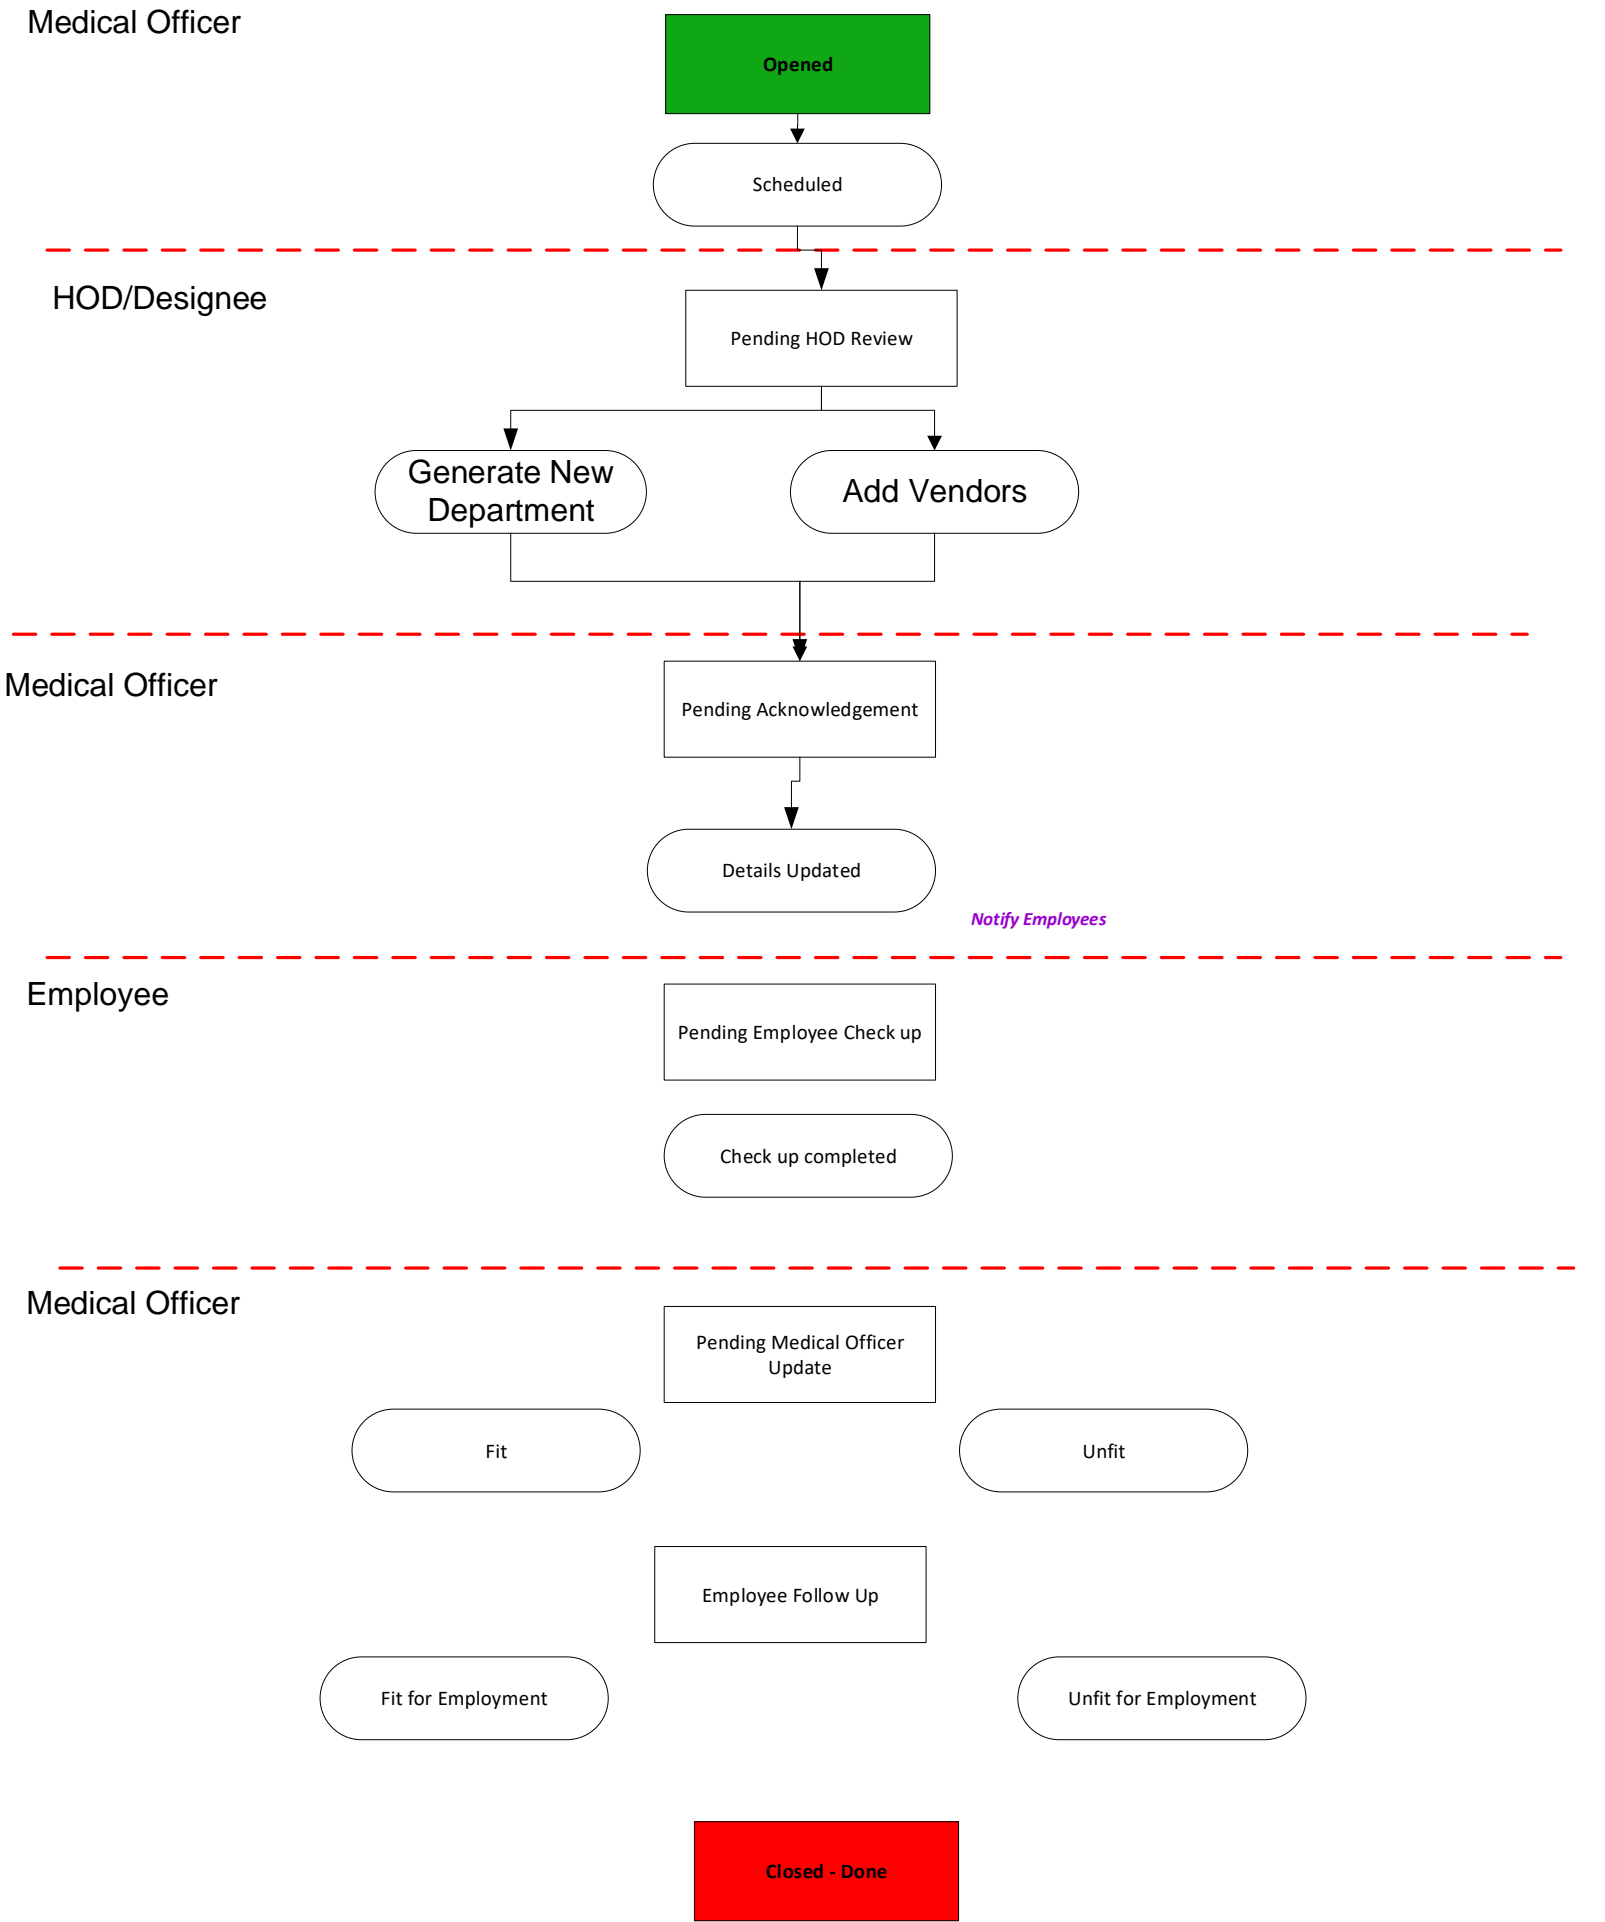 Medical Officer
Opened
Scheduled
HOD/Designee
Pending HOD Review
Generate New
Department
Add Vendors
Medical Officer
Pending Acknowledgement
Details Updated
Notify Employees
Employee
Pending Employee Check up
Check up completed
Medical Officer
Pending Medical Officer
Update
Fit
Unfit
Employee Follow Up
Fit for Employment
Unfit for Employment
Closed - Done